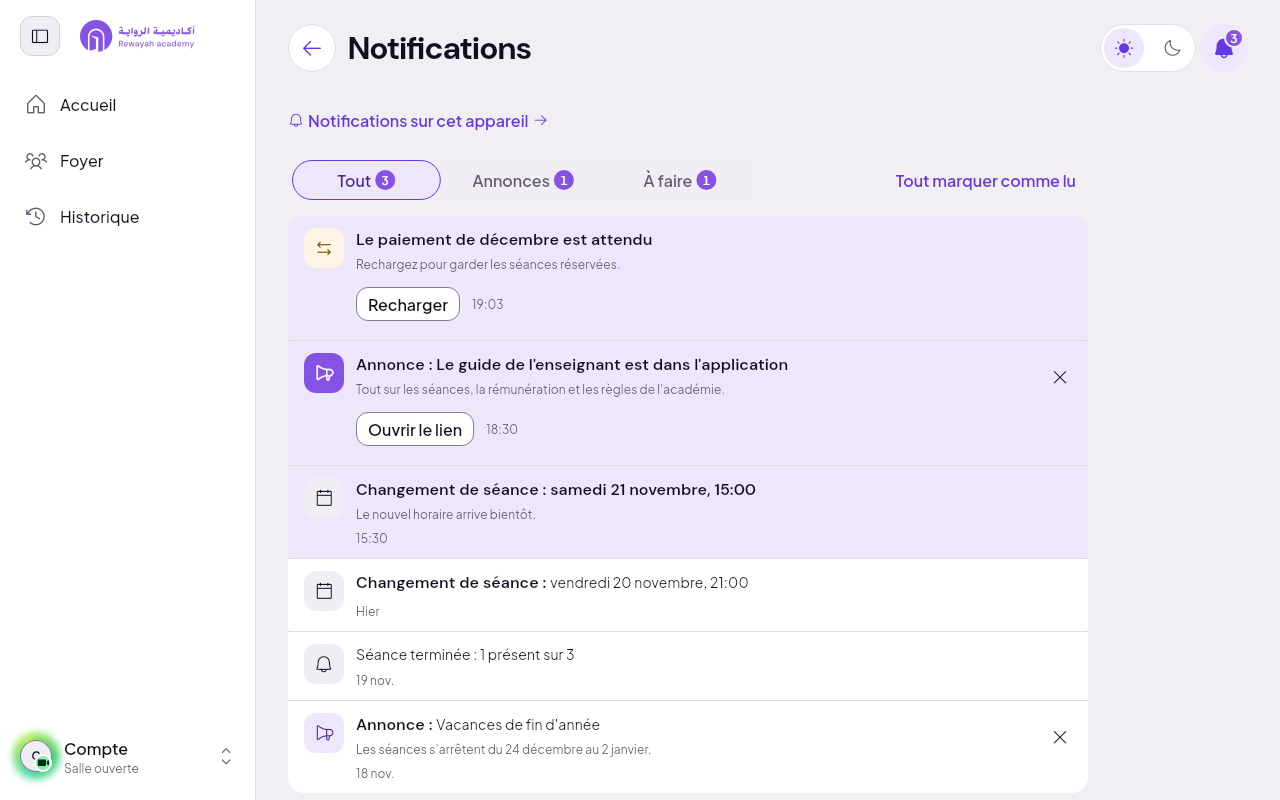 أكاديمية الرواية
Rewayah academy
Accueil
Foyer
Historique
Compte
Salle ouverte
Notifications
3
Notifications sur cet appareil
Tout 3
Annonces 1
À faire 1
Tout marquer comme lu
Le paiement de décembre est attendu
Rechargez pour garder les séances réservées.
Recharger 19:03
Annonce : Le guide de l'enseignant est dans l'application
Tout sur les séances, la rémunération et les règles de l'académie.
Ouvrir le lien 18:30
Changement de séance : samedi 21 novembre, 15:00
Le nouvel horaire arrive bientôt.
15:30
Changement de séance : vendredi 20 novembre, 21:00
Hier
Séance terminée : 1 présent sur 3
19 nov.
Annonce : Vacances de fin d'année
Les séances s'arrêtent du 24 décembre au 2 janvier.
18 nov.